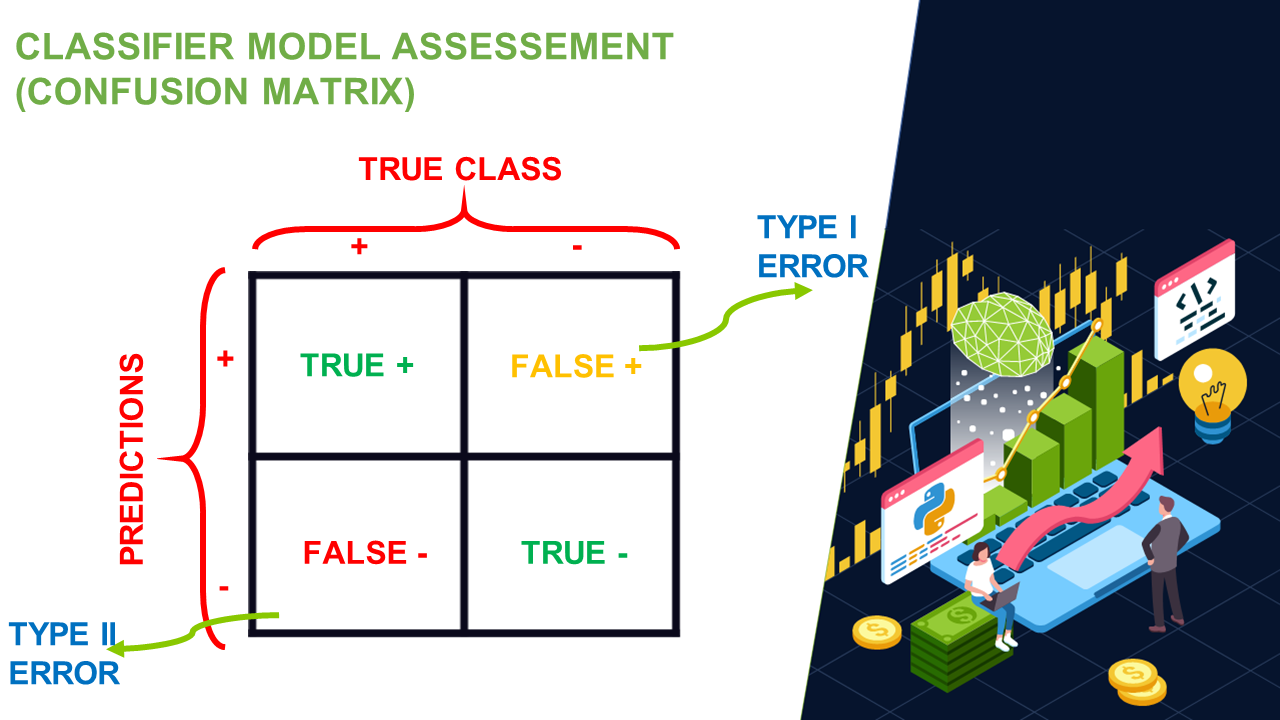 CLASSIFIER MODEL ASSESSEMENT
(CONFUSION MATRIX)
TRUE CLASS
+ -
TYPE I
ERROR
PREDICTIONS
+
TRUE +
FALSE +
-
FALSE -
TRUE -
TYPE II
ERROR